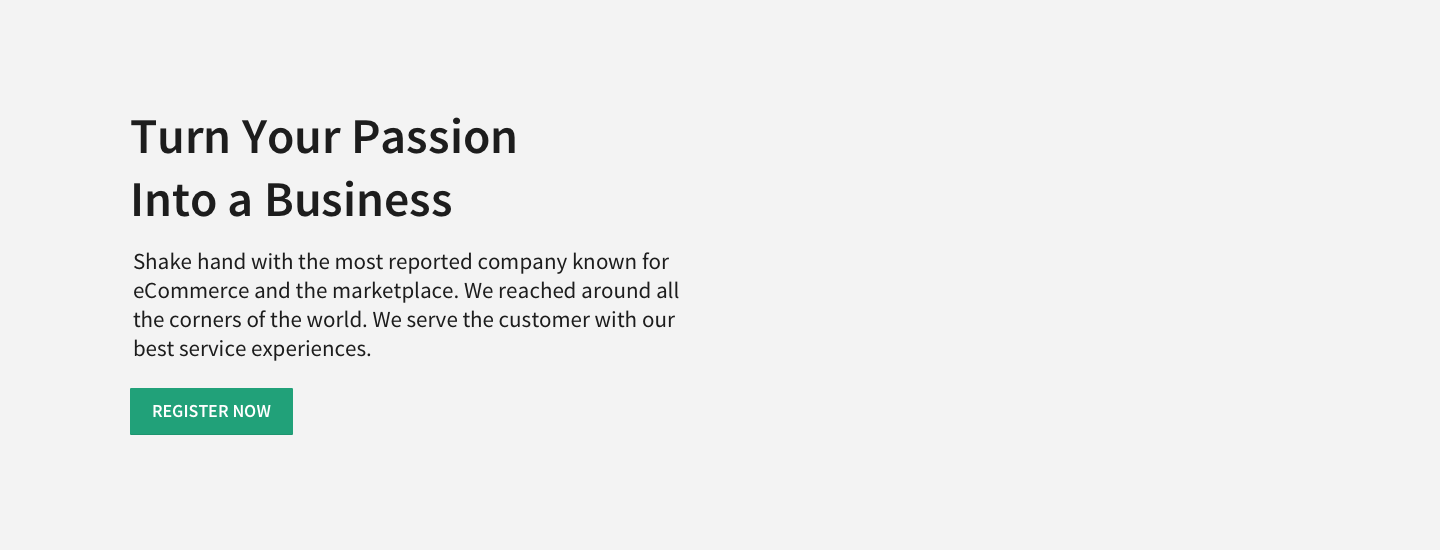 Turn Your Passion
Into a Business
Shake hand with the most reported company known for
eCommerce and the marketplace. We reached around all
the corners of the world. We serve the customer with our
best service experiences.
REGISTER NOW